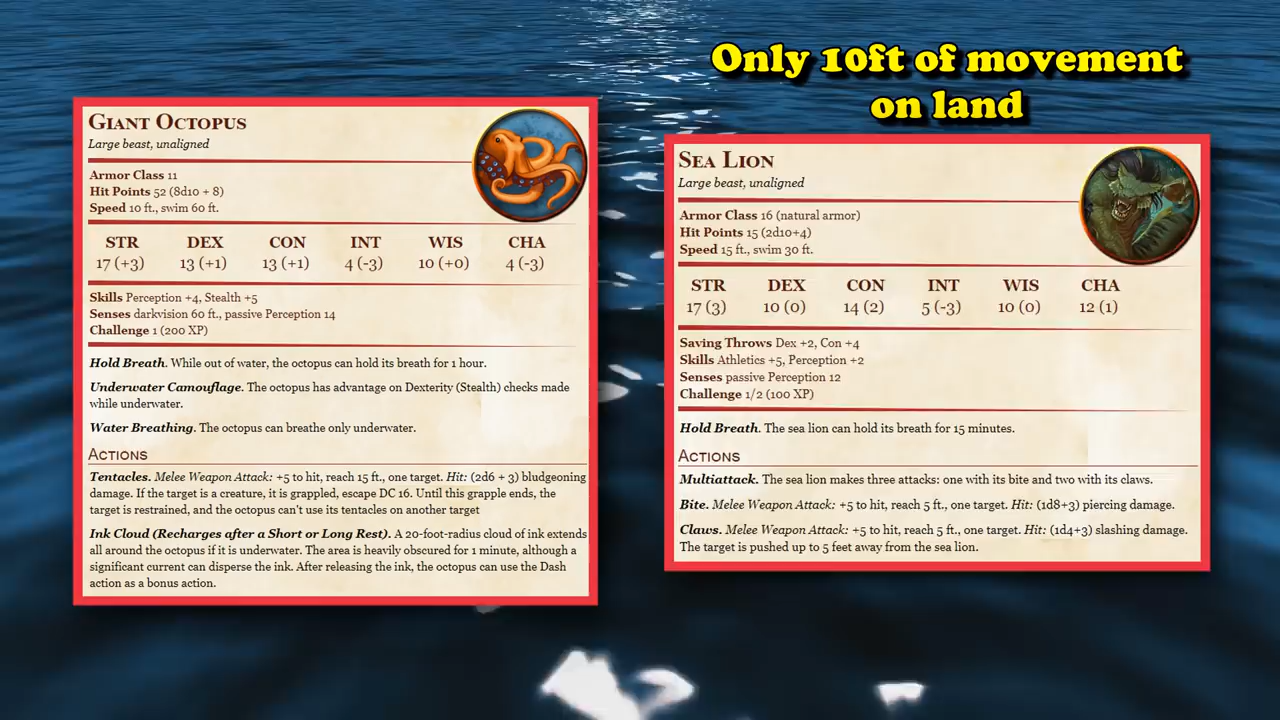 Only 10ft of movement
on land
GIANT OCTOPUS
Large beast, unaligned
Armor Class 11
Hit Points 52 (8d10 + 8)
Speed 10 ft., swim 60 ft.
STR DEX CON INT WIS CHA
17 (+3) 13 (+1) 13 (+1) 4 (-3) 10 (+0) 4 (-3)
Skills Perception +4, Stealth +5
Senses darkvision 60 ft., passive Perception 14
Challenge 1 (200 XP)
Hold Breath. While out of water, the octopus can hold its breath for 1 hour.
Underwater Camouflage. The octopus has advantage on Dexterity (Stealth) checks made
while underwater.
Water Breathing. The octopus can breathe only underwater.
ACTIONS
Tentacles. Melee Weapon Attack: +5 to hit, reach 15 ft., one target. Hit: (2d6 + 3) bludgeoning
damage. If the target is a creature, it is grappled, escape DC 16. Until this grapple ends, the
target is restrained, and the octopus can't use its tentacles on another target
Ink Cloud (Recharges after a Short or Long Rest). A 20-foot-radius cloud of ink extends
all around the octopus if it is underwater. The area is heavily obscured for 1 minute, although a
significant current can disperse the ink. After releasing the ink, the octopus can use the Dash
action as a bonus action.
SEA LION
Large beast, unaligned
Armor Class 16 (natural armor)
Hit Points 15 (2d10+4)
Speed 15 ft., swim 30 ft.
STR DEX CON INT WIS CHA
17 (3) 10 (0) 14 (2) 5 (-3) 10 (0) 12 (1)
Saving Throws Dex +2, Con +4
Skills Athletics +5, Perception +2
Senses passive Perception 12
Challenge 1/2 (100 XP)
Hold Breath. The sea lion can hold its breath for 15 minutes.
ACTIONS
Multiattack. The sea lion makes three attacks: one with its bite and two with its claws.
Bite. Melee Weapon Attack: +5 to hit, reach 5 ft., one target. Hit: (1d8+3) piercing damage.
Claws. Melee Weapon Attack: +5 to hit, reach 5 ft., one target. Hit: (1d4+3) slashing damage.
The target is pushed up to 5 feet away from the sea lion.